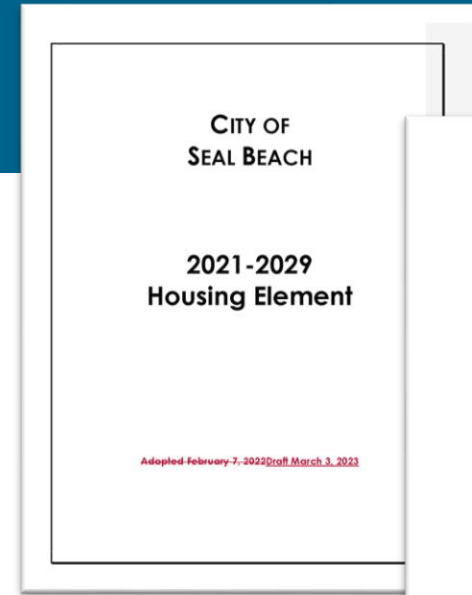 CITY OF
SEAL BEACH
2021-2029
Housing Element
Adopted February 7, 2022Draft March 3, 2023